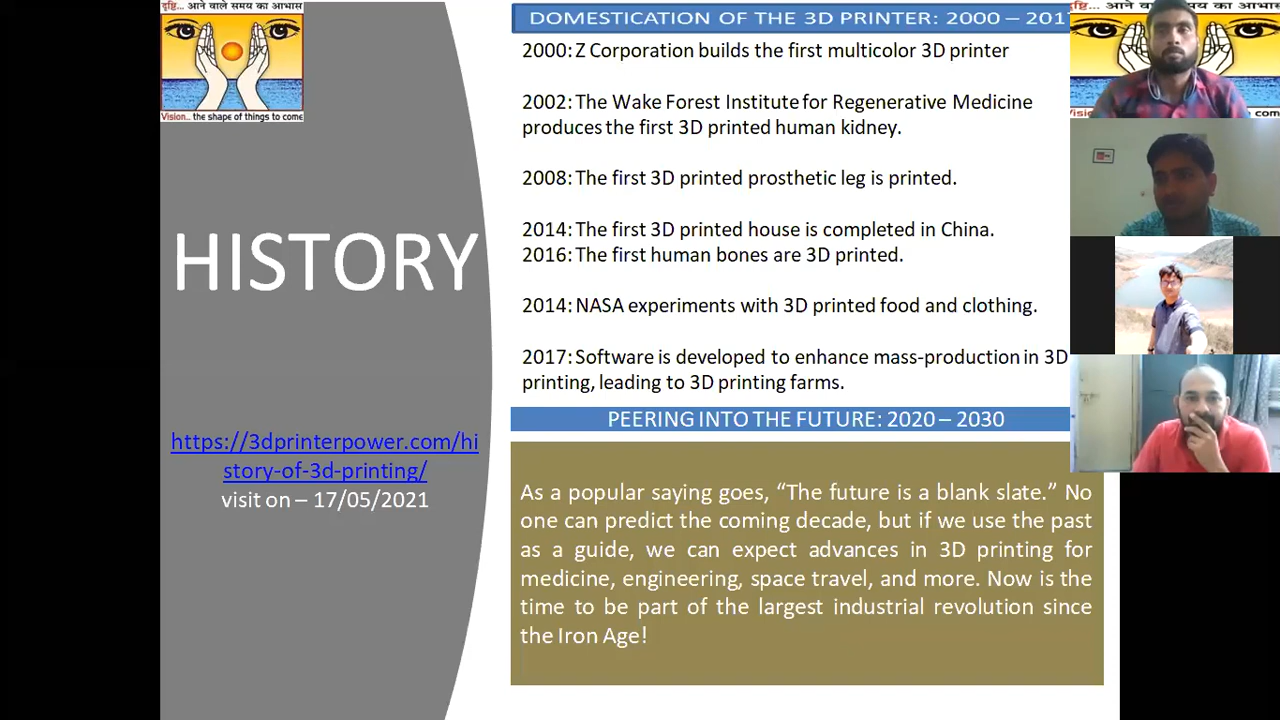 दृष्टि... आने वाले समय का आभास
Vision... the shape of things to come
HISTORY
https://3dprinterpower.com/hi
story-of-3d-printing/
visit on – 17/05/2021
DOMESTICATION OF THE 3D PRINTER: 2000 – 201
2000: Z Corporation builds the first multicolor 3D printer
2002: The Wake Forest Institute for Regenerative Medicine
produces the first 3D printed human kidney.
2008: The first 3D printed prosthetic leg is printed.
2014: The first 3D printed house is completed in China.
2016: The first human bones are 3D printed.
2014: NASA experiments with 3D printed food and clothing.
2017: Software is developed to enhance mass-production in 3D
printing, leading to 3D printing farms.
PEERING INTO THE FUTURE: 2020 – 2030
As a popular saying goes, “The future is a blank slate.” No
one can predict the coming decade, but if we use the past
as a guide, we can expect advances in 3D printing for
medicine, engineering, space travel, and more. Now is the
time to be part of the largest industrial revolution since
the Iron Age!